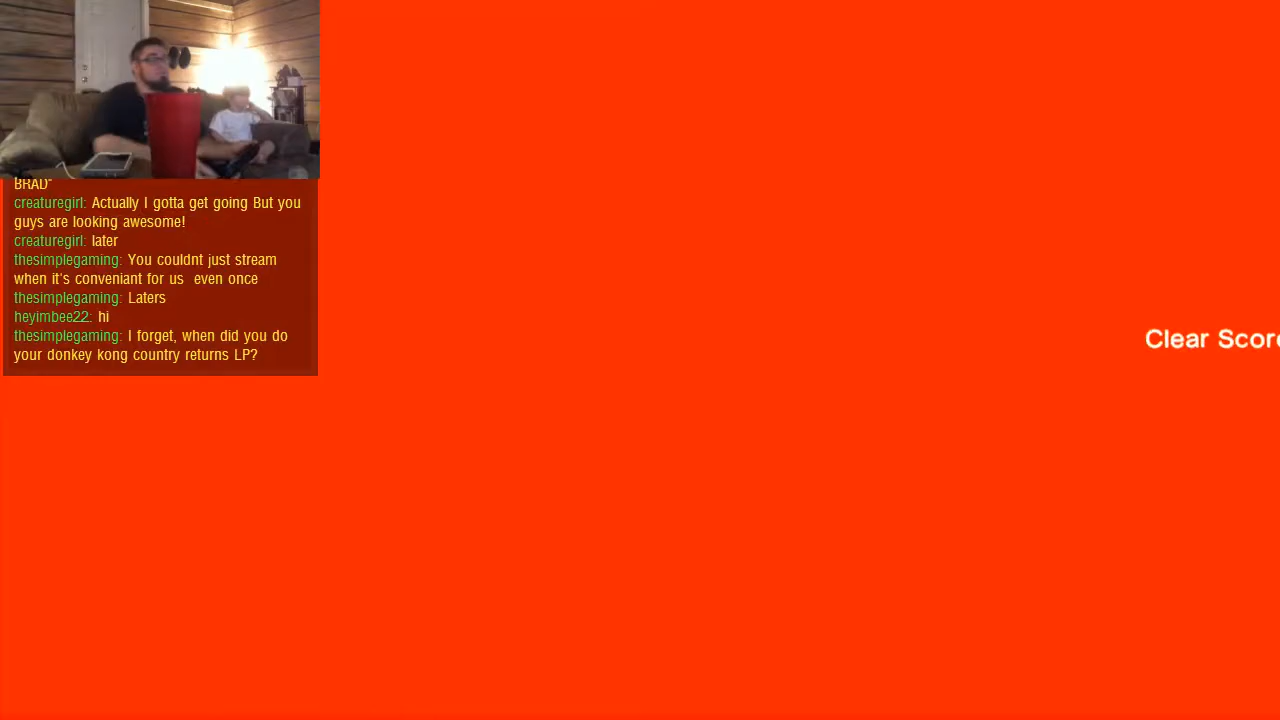 BRAD"
creaturegirl: Actually I gotta get going But you
guys are looking awesome!
creaturegirl: later
thesimplegaming: You couldnt just stream
when it's conveniant for us  even once
thesimplegaming: Laters
heyimbee22: hi
thesimplegaming: I forget, when did you do
your donkey kong country returns LP?
Clear Score